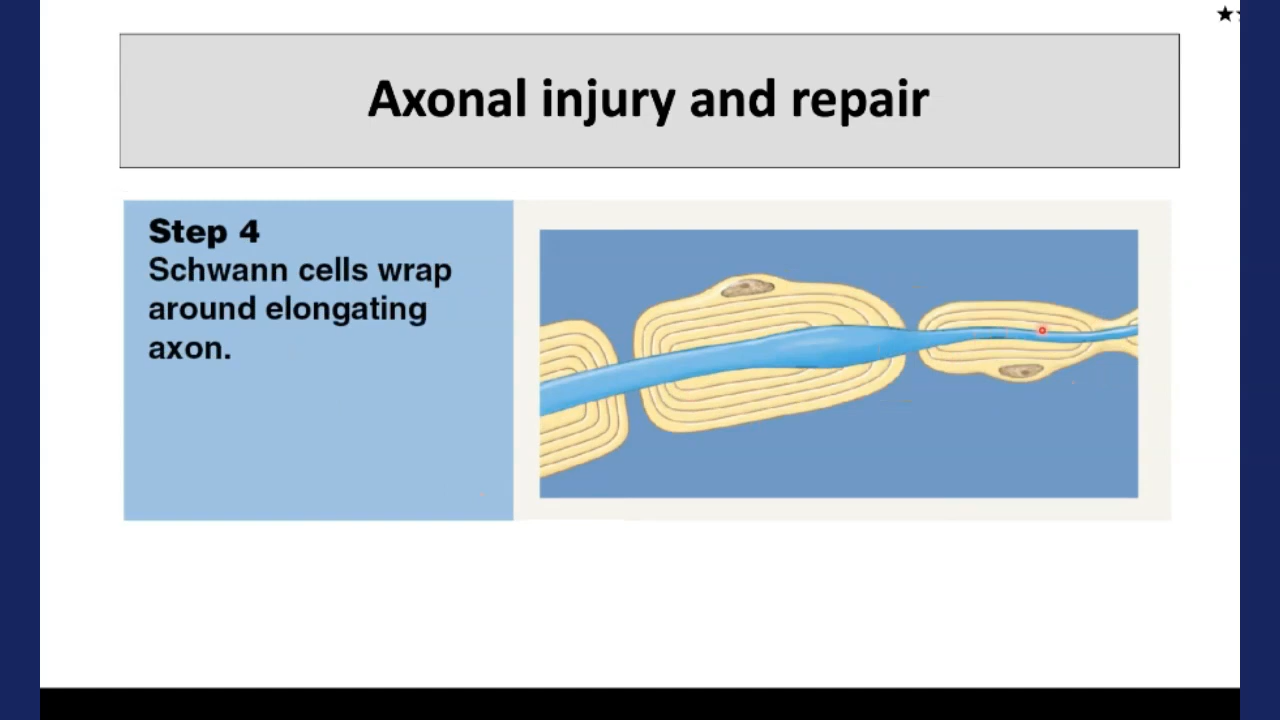 Axonal injury and repair
Step 4
Schwann cells wrap
around elongating
axon.